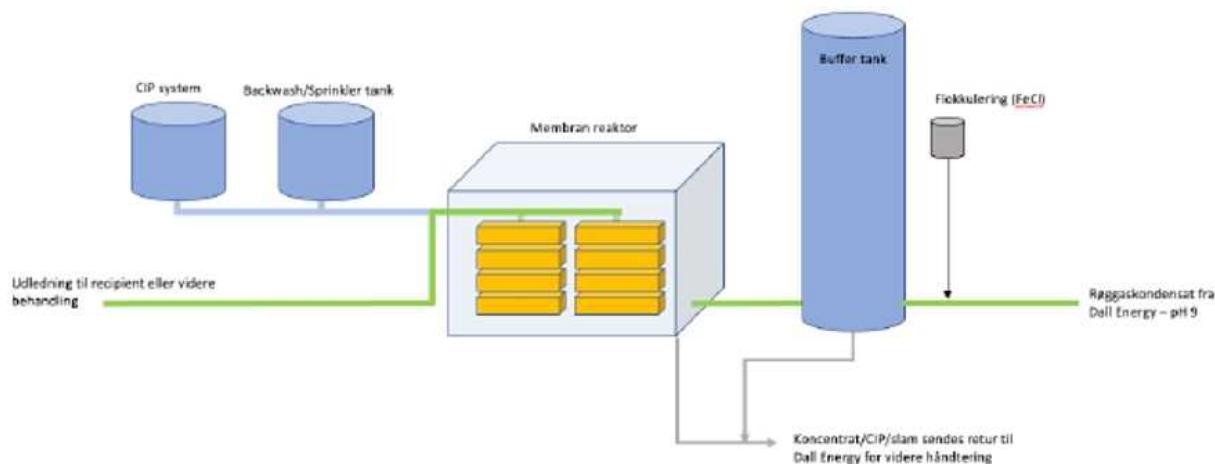 Buffer tank
CIP system
Backwash/Sprinkler tank
Flokkulering (FeCl)
Membran reaktor
Udledning til recipient eller videre
behandling
Røggaskondensat fra
Dall Energy – pH 9
Koncentrat/CIP/slam sendes retur til
Dall Energy for videre håndtering